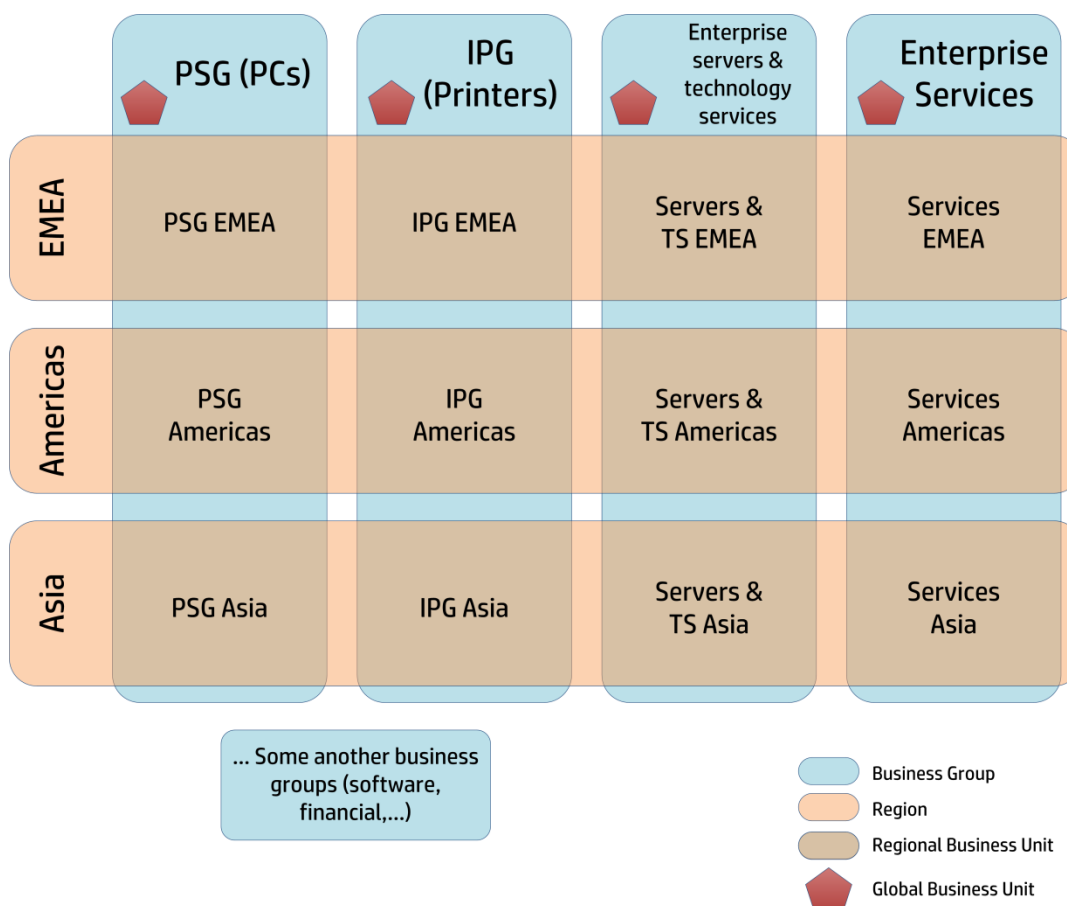 PSG (PCs)
IPG
(Printers)
Enterprise
servers &
technology
services
Enterprise
Services
EMEA
PSG EMEA
IPG EMEA
Servers &
TS EMEA
Services
EMEA
Americas
PSG
Americas
IPG
Americas
Servers &
TS Americas
Services
Americas
Asia
PSG Asia
IPG Asia
Servers &
TS Asia
Services
Asia
... Some another business
groups (software,
financial,...)
Business Group
Region
Regional Business Unit
Global Business Unit